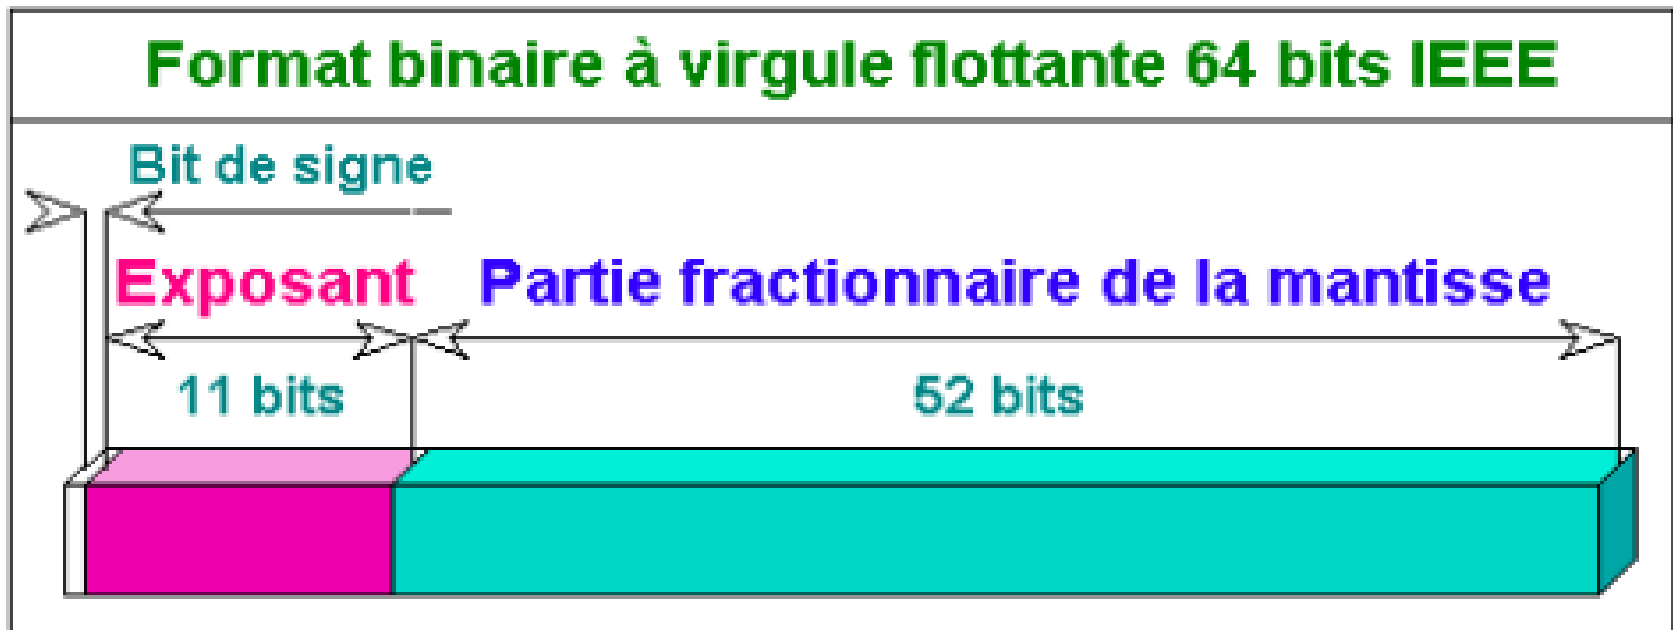 Format binaire à virgule flottante 64 bits IEEE
Bit de signe
Exposant Partie fractionnaire de la mantisse
11 bits 52 bits